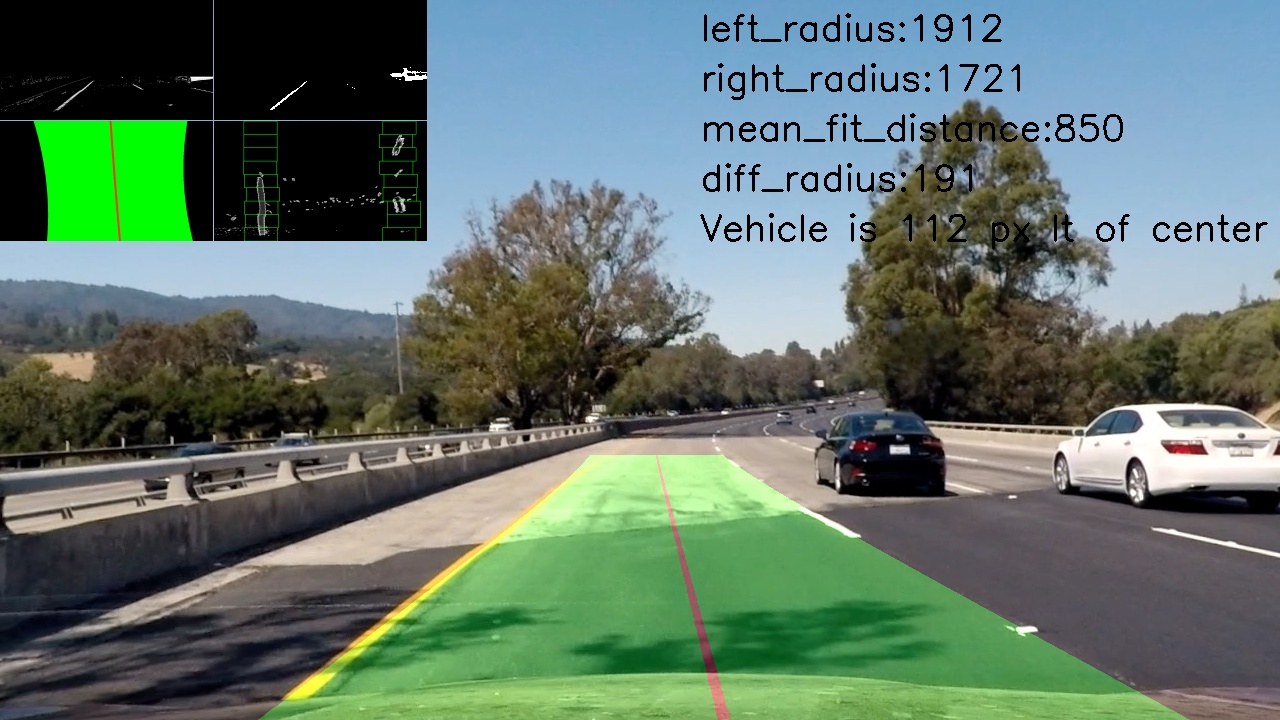 left_radius:1912
right_radius:1721
mean_fit_distance:850
diff_radius:191
Vehicle is 112 px lt of center